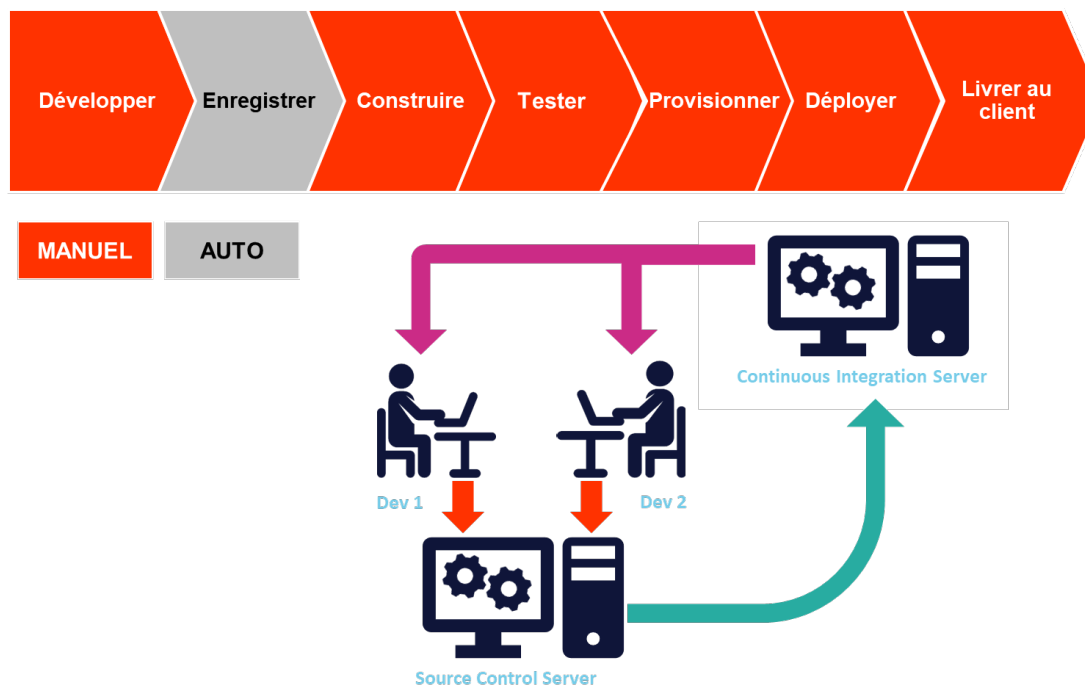 Développer
Enregistrer
Construire
Tester
Provisionner
Déployer
Livrer au
client
MANUEL
AUTO
Continuous Integration Server
Dev 1
Dev 2
Source Control Server